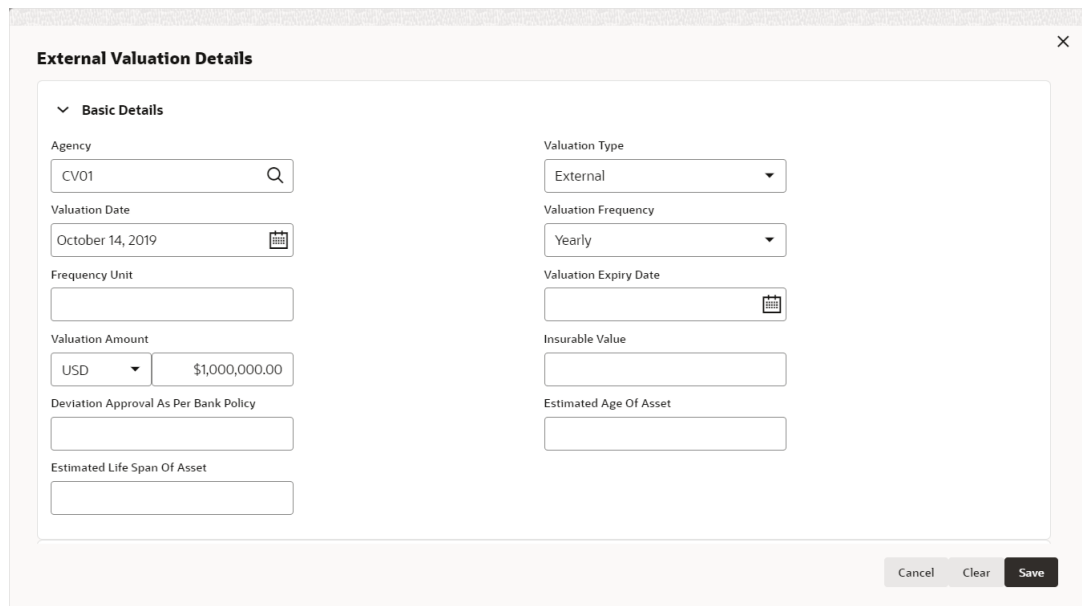 External Valuation Details
Basic Details
Agency
CV01
Valuation Type
External
Valuation Date
October 14, 2019
Valuation Frequency
Yearly
Frequency Unit
Valuation Expiry Date
Valuation Amount
USD $1,000,000.00
Insurable Value
Deviation Approval As Per Bank Policy
Estimated Age Of Asset
Estimated Life Span Of Asset
Cancel Clear Save